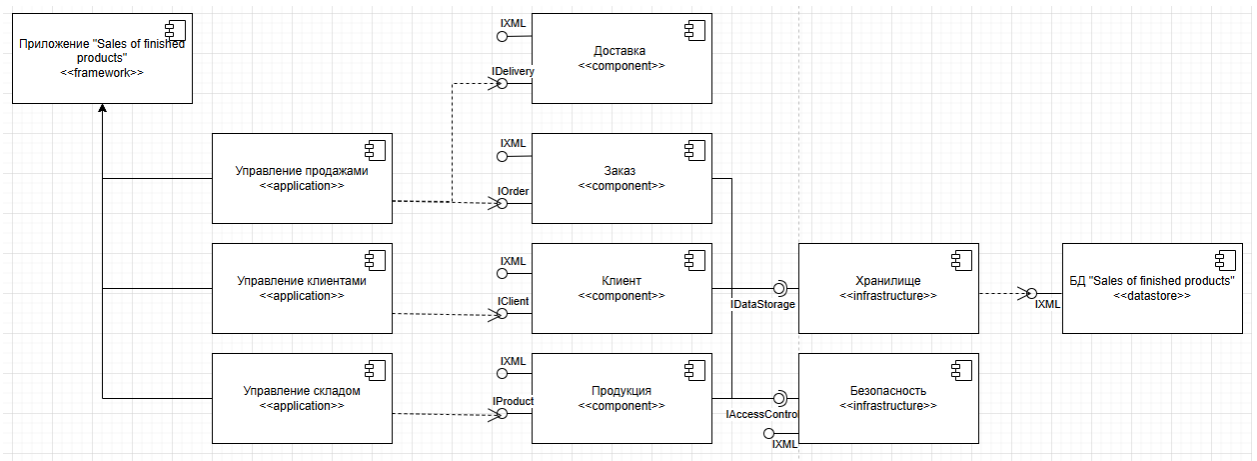 Приложение "Sales of finished
products"
<<framework>>
IXML
IDelivery
Доставка
<<component>>
Управление продажами
<<application>>
IXML
IOrder
Заказ
<<component>>
Управление клиентами
<<application>>
IXML
IClient
Клиент
<<component>>
IDataStorage
Хранилище
<<infrastructure>>
IXML
БД "Sales of finished products"
<<datastore>>
Управление складом
<<application>>
IXML
IProduct
Продукция
<<component>>
IAccessControl
IXML
Безопасность
<<infrastructure>>